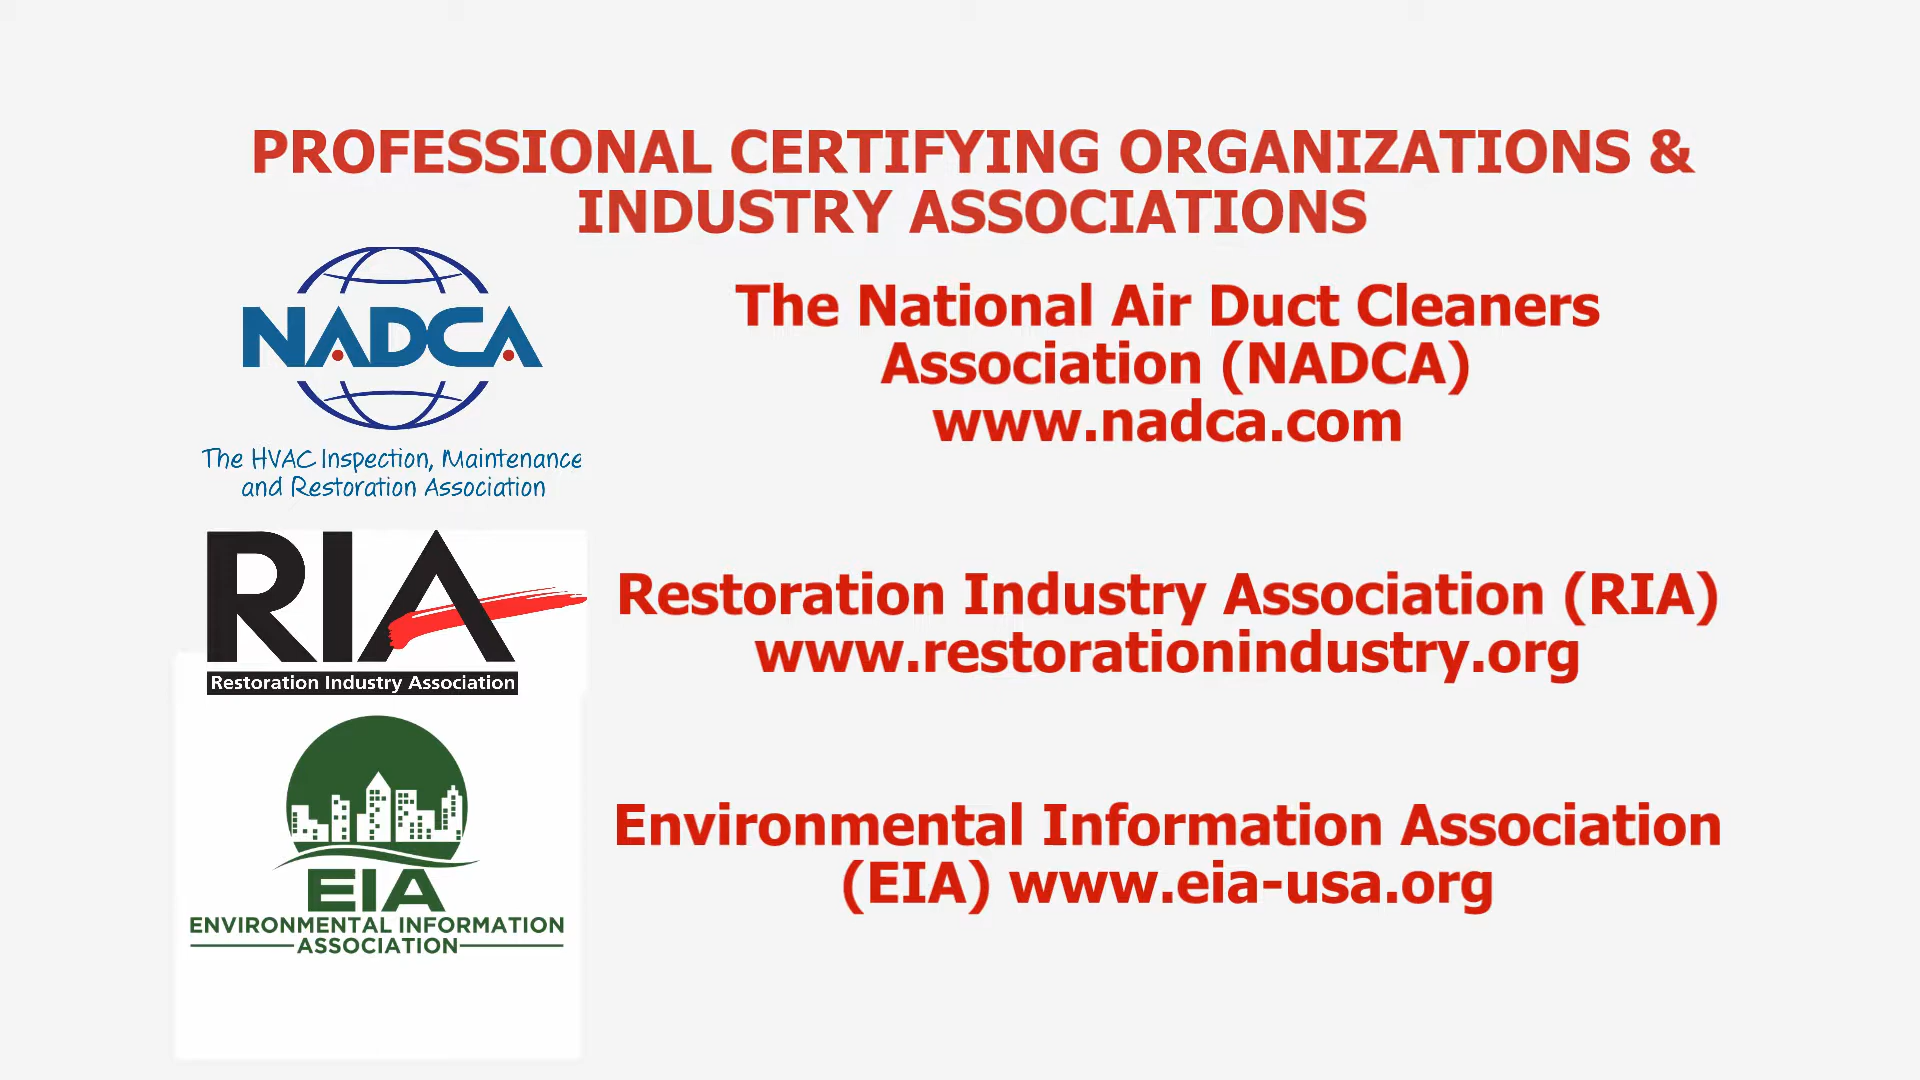 PROFESSIONAL CERTIFYING ORGANIZATIONS &
INDUSTRY ASSOCIATIONS
NADCA
The HVAC Inspection, Maintenance
and Restoration Association
The National Air Duct Cleaners
Association (NADCA)
www.nadca.com
RIA
Restoration Industry Association
Restoration Industry Association (RIA)
www.restorationindustry.org
EIA
ENVIRONMENTAL INFORMATION
ASSOCIATION
Environmental Information Association
(EIA) www.eia-usa.org